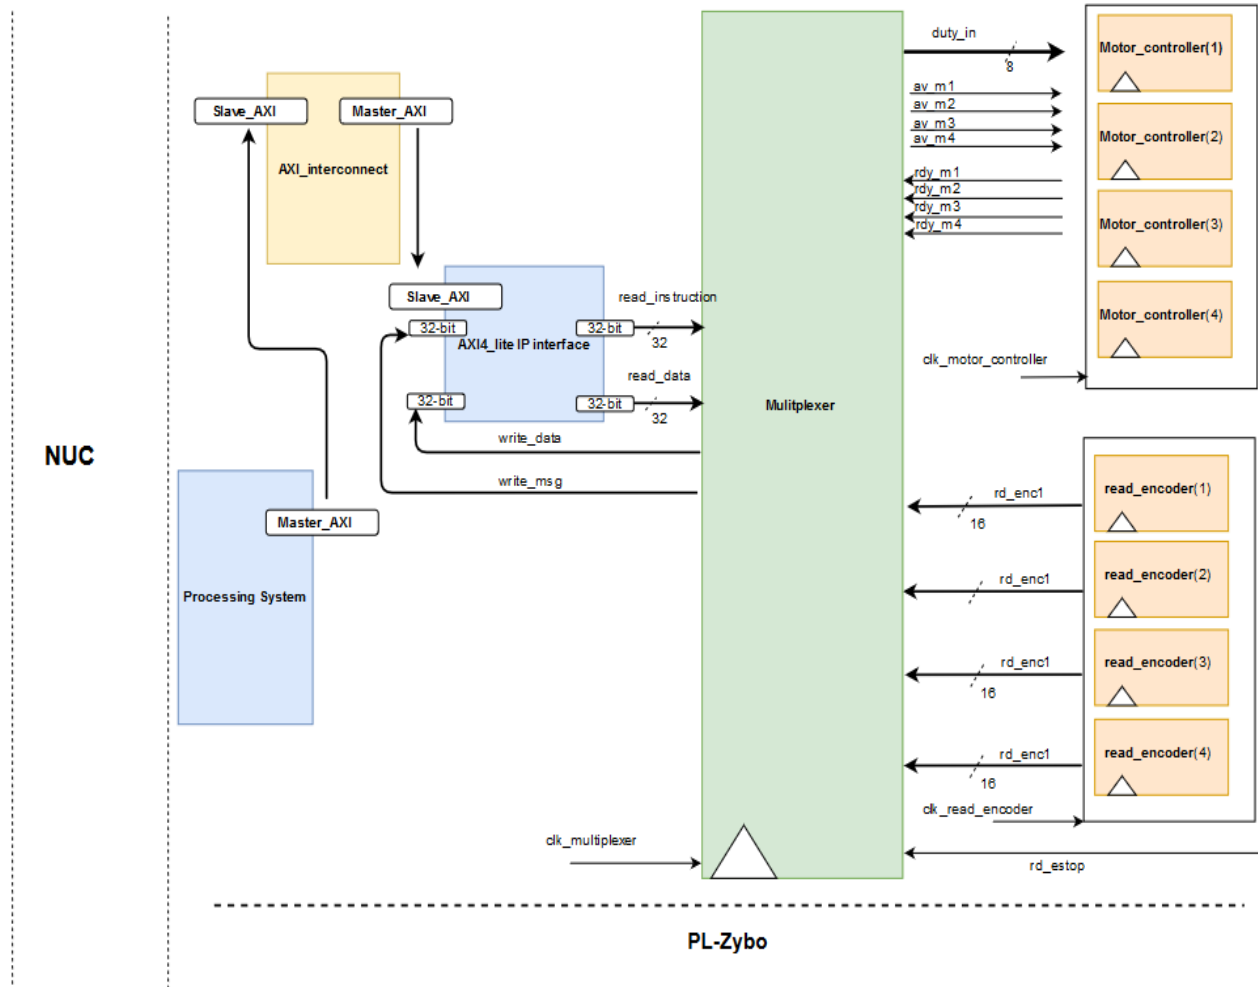 duty_in
8
Motor_controller(1)
av_m1
av_m2
av_m3
av_m4
Motor_controller(2)
rdy_m1
rdy_m2
rdy_m3
rdy_m4
Motor_controller(3)
Motor_controller(4)
clk_motor_controller
Slave_AXI
Master_AXI
AXI_interconnect
Slave_AXI
read_instruction
32-bit
32-bit
32
AXI4_lite IP interface
read_data
32-bit
32-bit
32
write_data
write_msg
Mulitplexer
NUC
Master_AXI
Processing System
rd_enc1
16
read_encoder(1)
rd_enc1
read_encoder(2)
rd_enc1
16
read_encoder(3)
rd_enc1
16
read_encoder(4)
clk_read_encoder
clk_multiplexer
rd_estop
PL-Zybo